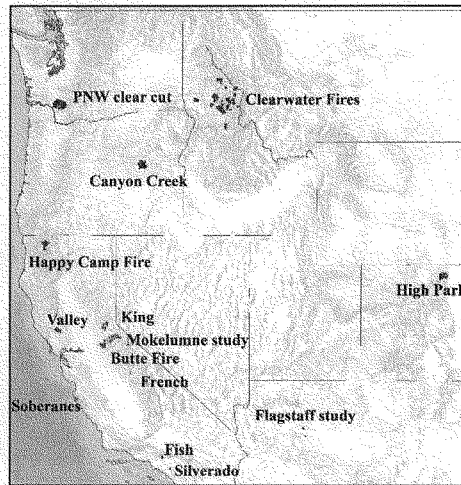 PNW clear cut
Clearwater Fires
Canyon Creek
Happy Camp Fire
High Park
Valley
King
Mokelumne study
Butte Fire
French
Soberanes
Flagstaff study
Fish
Silverado